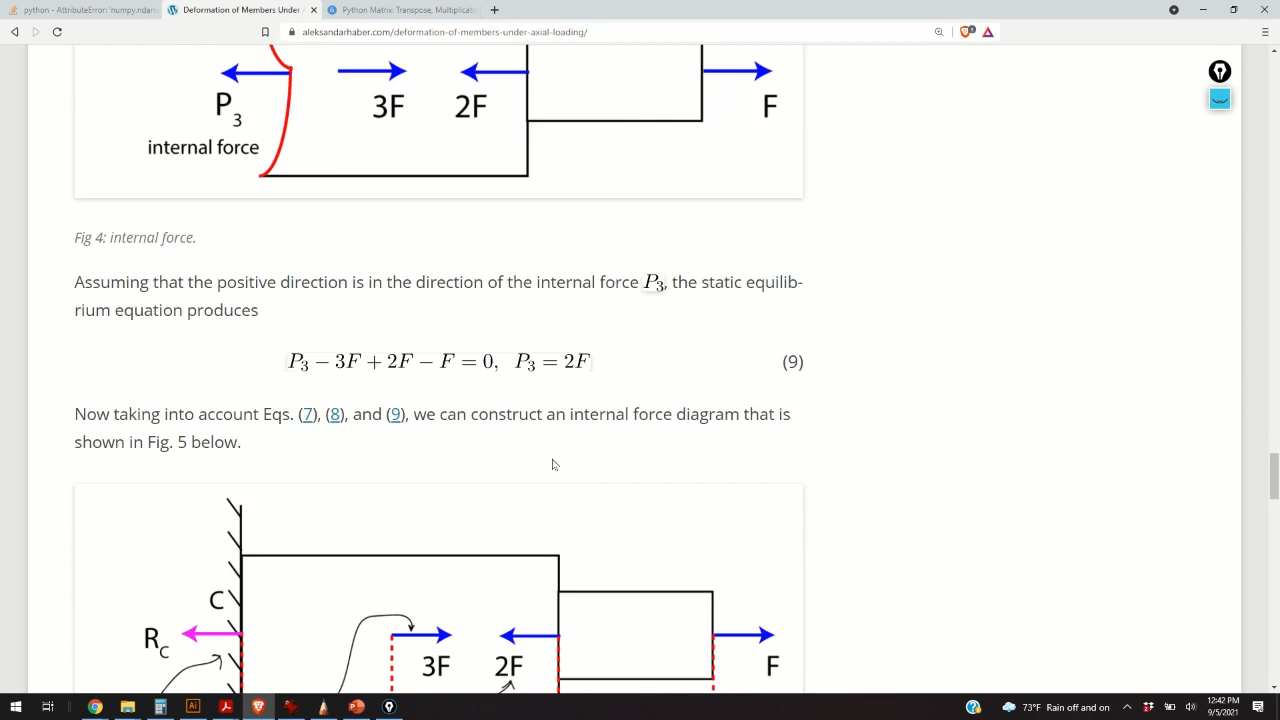 python - AttributeError: 'numpy.ndarr
Deformation of Members Under
Python Matrix: Transpose, Multiplicat
aleksandarhaber.com/deformation-of-members-under-axial-loading/
P3 3F 2F F
internal force
Fig 4: internal force.
Assuming that the positive direction is in the direction of the internal force P3, the static equilib-
rium equation produces
P3 − 3F + 2F − F = 0, P3 = 2F (9)
Now taking into account Eqs. (7), (8), and (9), we can construct an internal force diagram that is
shown in Fig. 5 below.
C
RC 3F 2F F
73°F Rain off and on
12:42 PM
9/5/2021